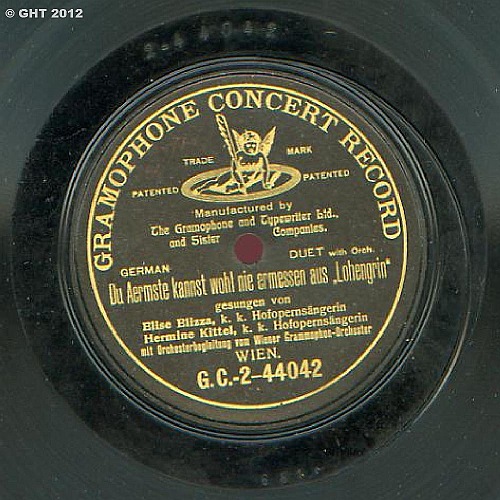 © GHT 2012
GRAMOPHONE CONCERT RECORD
TRADE MARK
PATENTED PATENTED
Manufactured by
The Gramophone and Typewriter Ltd.,
and Sister Companies.
DUET with Orch.
GERMAN
Du Aermste kannst wohl nie ermessen aus „Lohengrin"
gesungen von
Elise Elizza, k. k. Hofopernsängerin
Hermine Kittel, k. k. Hofopernsängerin
mit Orchesterbegleitung vom Wiener Grammophon-Orchester
WIEN.
G.C.-2-44042